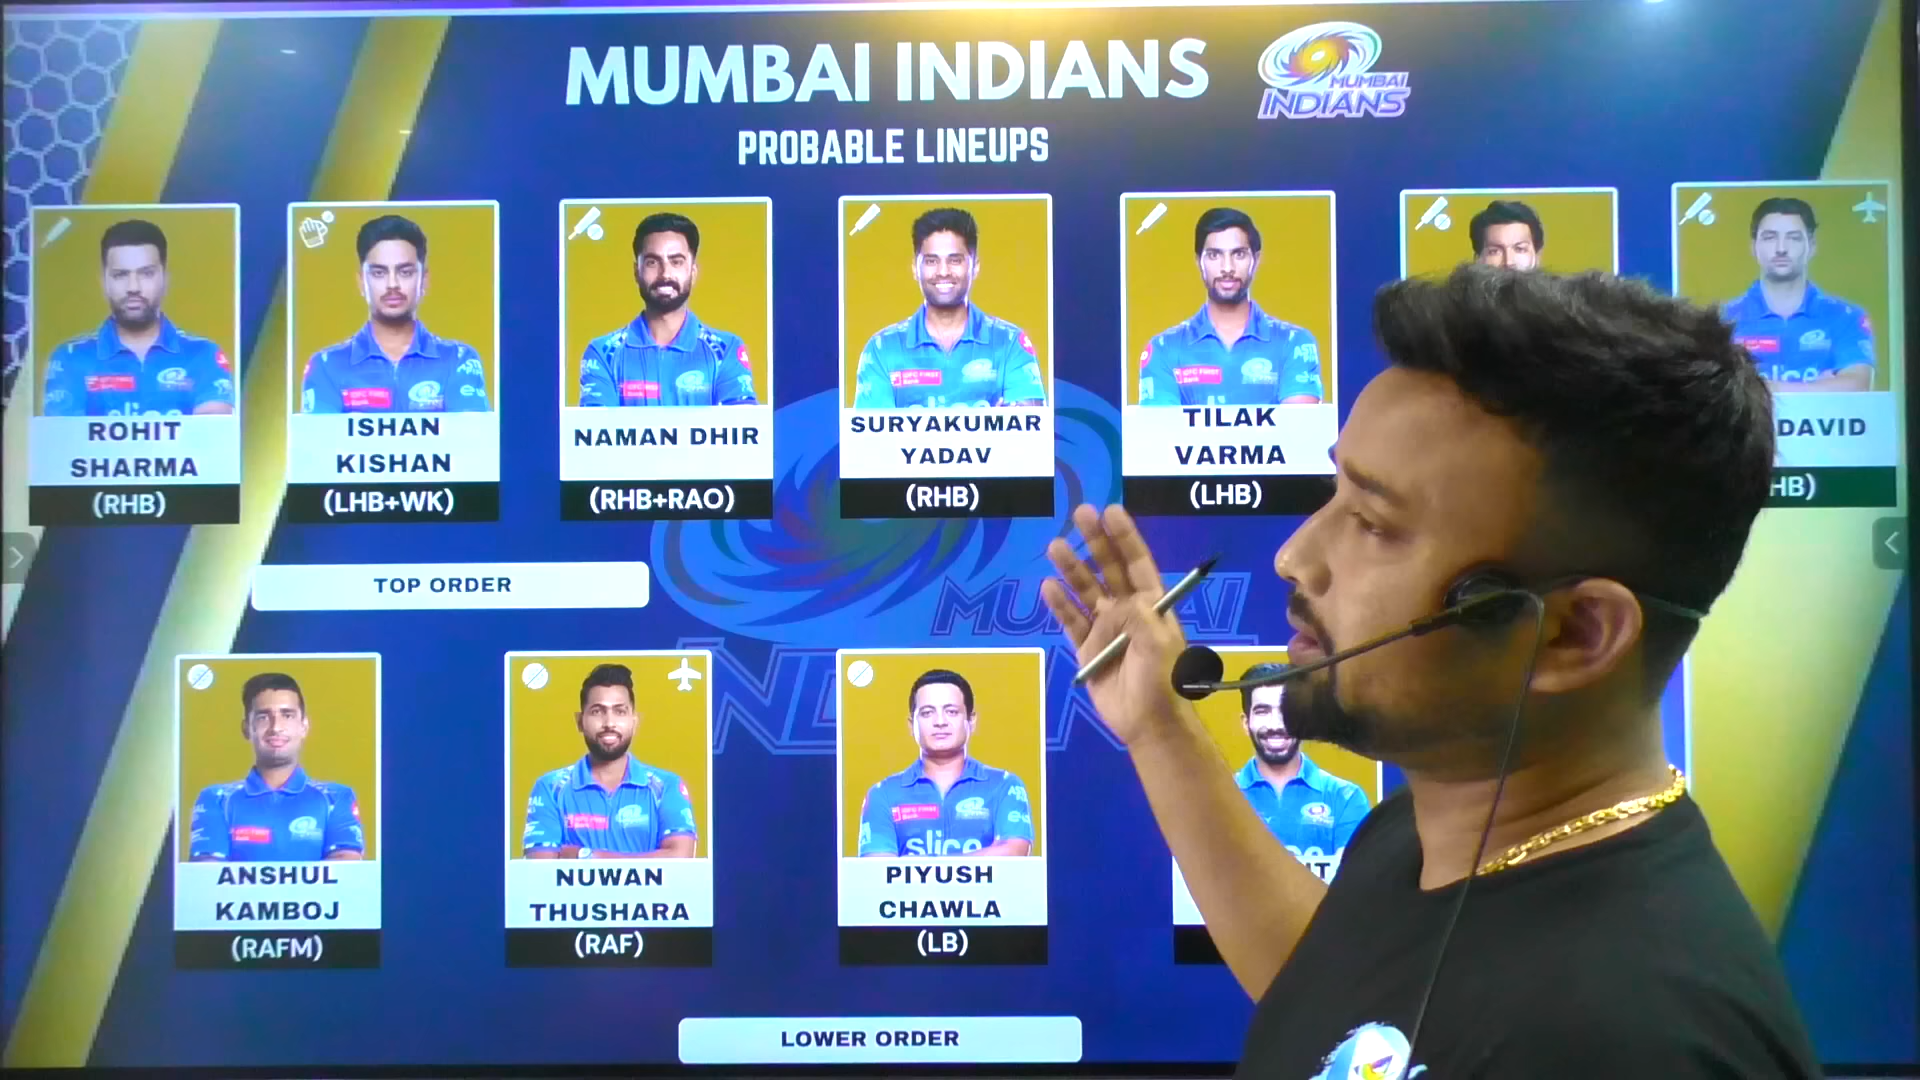 MUMBAI INDIANS
MUMBAI
INDIANS
PROBABLE LINEUPS
ROHIT
SHARMA
(RHB)
ISHAN
KISHAN
(LHB+WK)
NAMAN DHIR
(RHB+RAO)
SURYAKUMAR
YADAV
(RHB)
TILAK
VARMA
(LHB)
DAVID
HB)
TOP ORDER
ANSHUL
KAMBOJ
(RAFM)
NUWAN
THUSHARA
(RAF)
PIYUSH
CHAWLA
(LB)
slice
LOWER ORDER